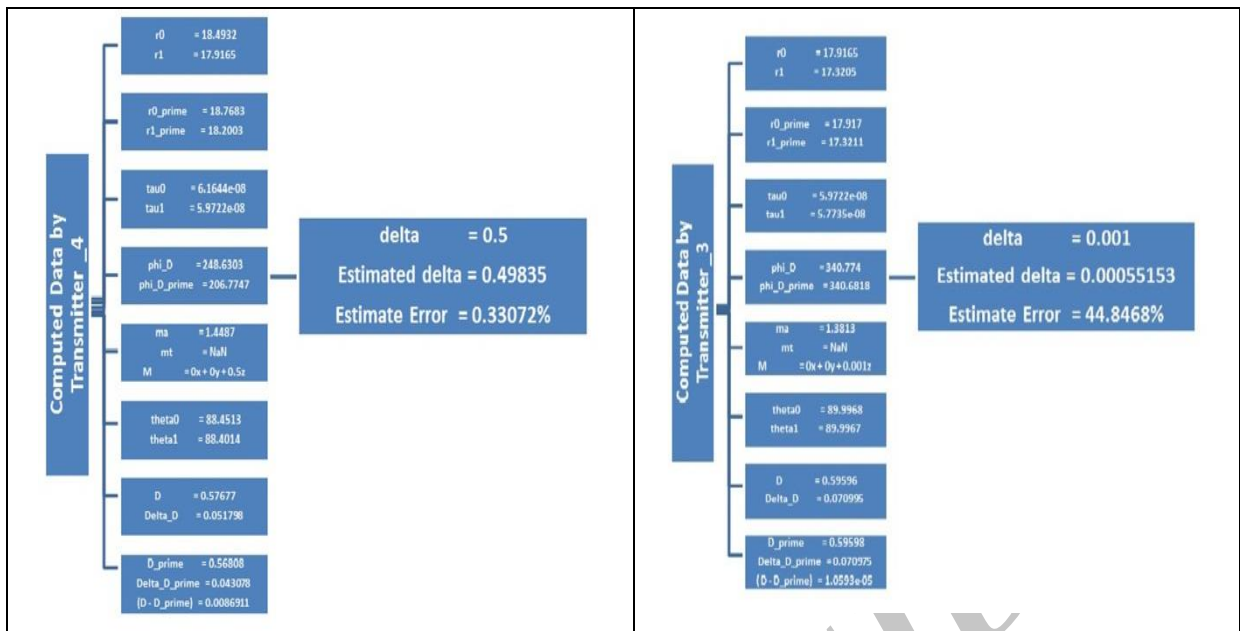 Computed Data by
Transmitter _4
r0 = 18.4932
r1 = 17.9165
r0_prime = 18.7683
r1_prime = 18.2003
tau0 = 6.1644e-08
tau1 = 5.9722e-08
phi_D = 248.6303
phi_D_prime = 206.7747
ma = 1.4487
mt = NaN
M = 0x + 0y + 0.5z
theta0 = 88.4513
theta1 = 88.4014
D = 0.57677
Delta_D = 0.051798
D_prime = 0.56808
Delta_D_prime = 0.043078
(D - D_prime) = 0.0086911
delta = 0.5
Estimated delta = 0.49835
Estimate Error = 0.33072%
Computed Data by
Transmitter _3
r0 = 17.9165
r1 = 17.3205
r0_prime = 17.917
r1_prime = 17.3211
tau0 = 5.9722e-08
tau1 = 5.7735e-08
phi_D = 340.774
phi_D_prime = 340.6818
ma = 1.3813
mt = NaN
M = 0x + 0y + 0.001z
theta0 = 89.9968
theta1 = 89.9967
D = 0.59596
Delta_D = 0.070995
D_prime = 0.59598
Delta_D_prime = 0.070975
(D - D_prime) = 1.0593e-05
delta = 0.001
Estimated delta = 0.00055153
Estimate Error = 44.8468%